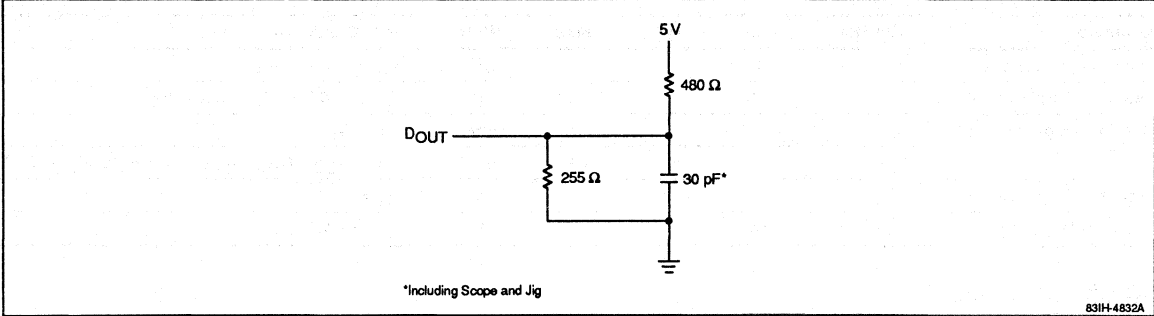 5 V
480 Ω
DOUT
255 Ω
30 pF*
*Including Scope and Jig
83IH-4832A